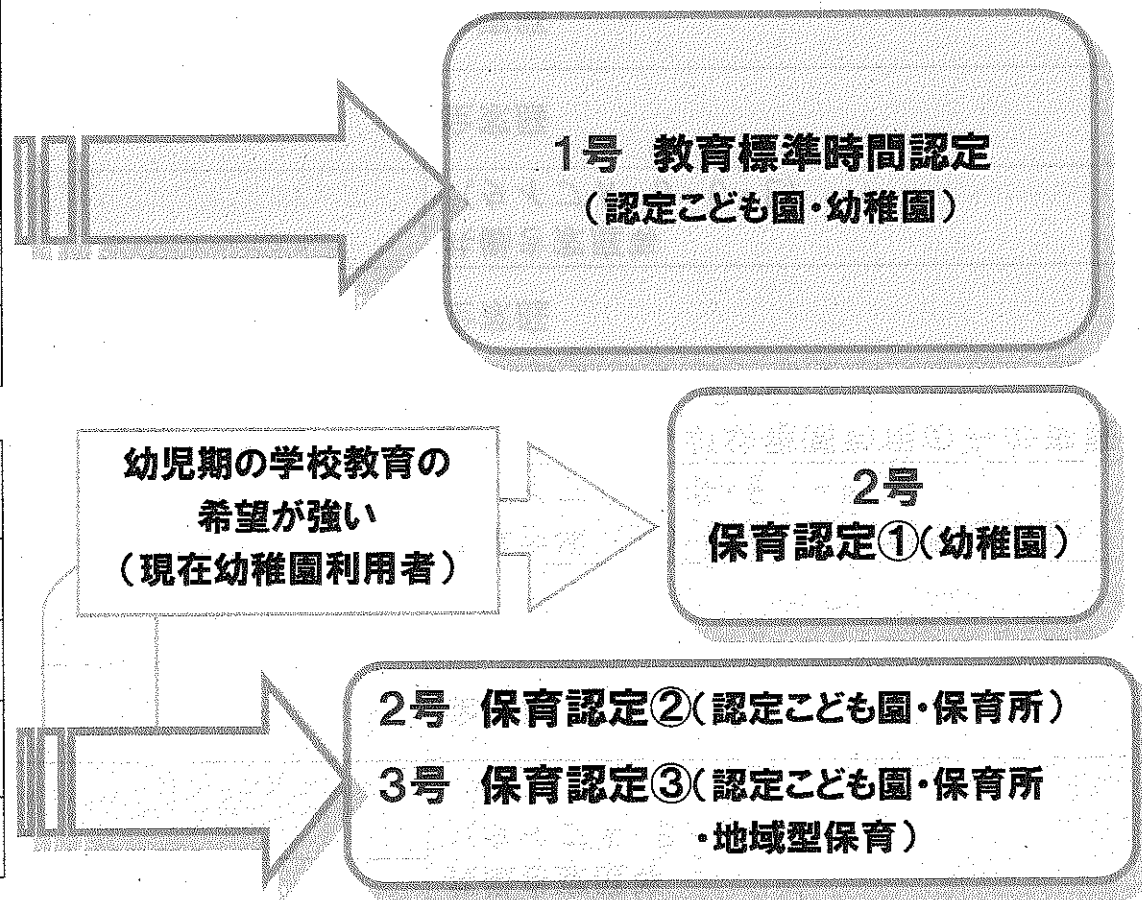 1号 教育標準時間認定
（認定こども園・幼稚園）
幼児期の学校教育の
希望が強い
（現在幼稚園利用者）
2号
保育認定①（幼稚園）
2号 保育認定②（認定こども園・保育所）
3号 保育認定③（認定こども園・保育所
・地域型保育）